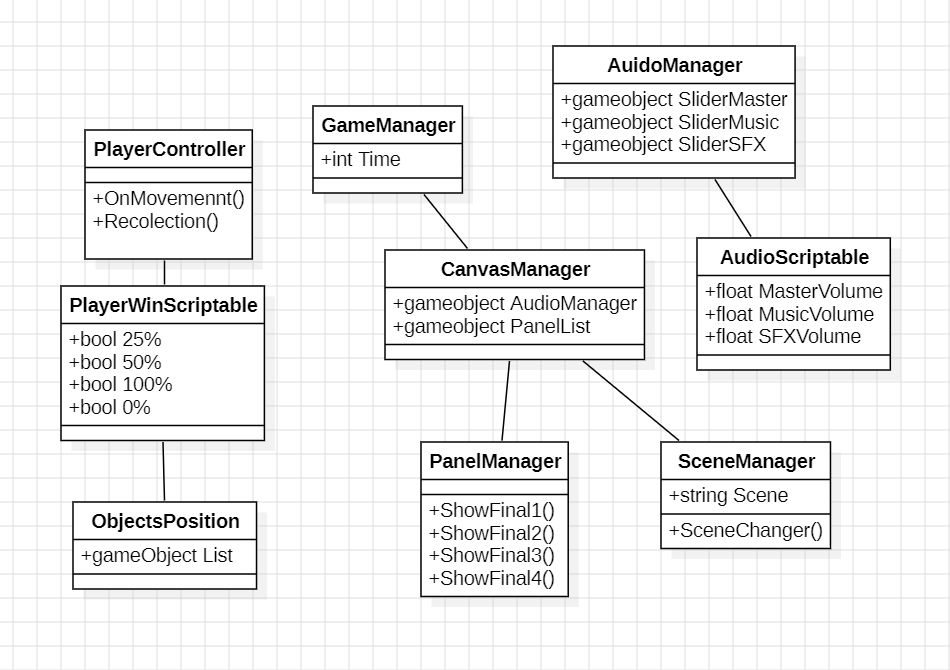 PlayerController
+OnMovemennt()
+Recolection()
PlayerWinScriptable
+bool 25%
+bool 50%
+bool 100%
+bool 0%
ObjectsPosition
+gameObject List
GameManager
+int Time
CanvasManager
+gameobject AudioManager
+gameobject PanelList
PanelManager
+ShowFinal1()
+ShowFinal2()
+ShowFinal3()
+ShowFinal4()
SceneManager
+string Scene
+SceneChanger()
AuidoManager
+gameobject SliderMaster
+gameobject SliderMusic
+gameobject SliderSFX
AudioScriptable
+float MasterVolume
+float MusicVolume
+float SFXVolume